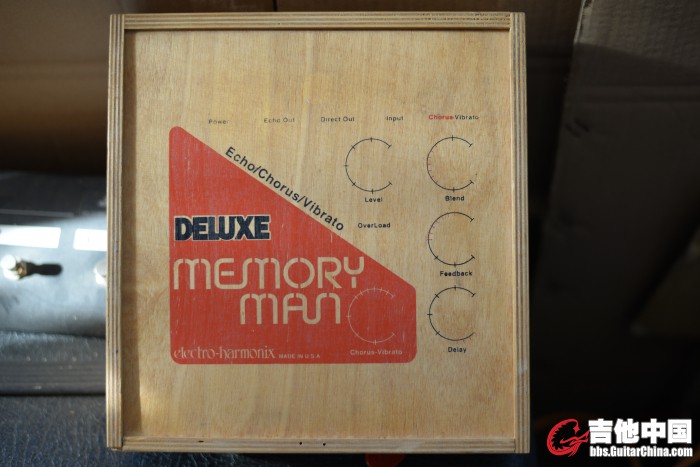 Power Echo Out Direct Out Input Chorus-Vibrato
Echo/Chorus/Vibrato
Level
Blend
DELUXE
OverLoad
MEMORY
Feedback
MAN
electro-harmonix MADE IN U.S.A
Chorus-Vibrato
Delay
吉他中国
bbs.GuitarChina.com